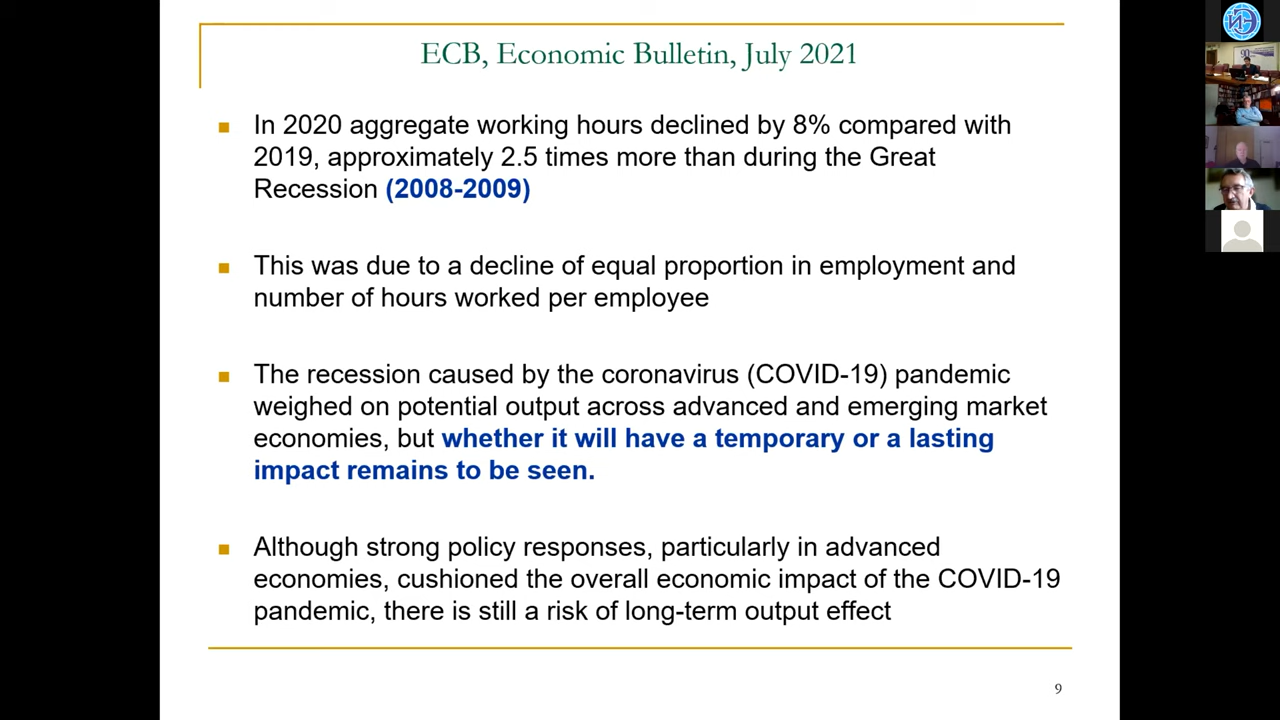 ECB, Economic Bulletin, July 2021
In 2020 aggregate working hours declined by 8% compared with
2019, approximately 2.5 times more than during the Great
Recession (2008-2009)
This was due to a decline of equal proportion in employment and
number of hours worked per employee
The recession caused by the coronavirus (COVID-19) pandemic
weighed on potential output across advanced and emerging market
economies, but whether it will have a temporary or a lasting
impact remains to be seen.
Although strong policy responses, particularly in advanced
economies, cushioned the overall economic impact of the COVID-19
pandemic, there is still a risk of long-term output effect
9